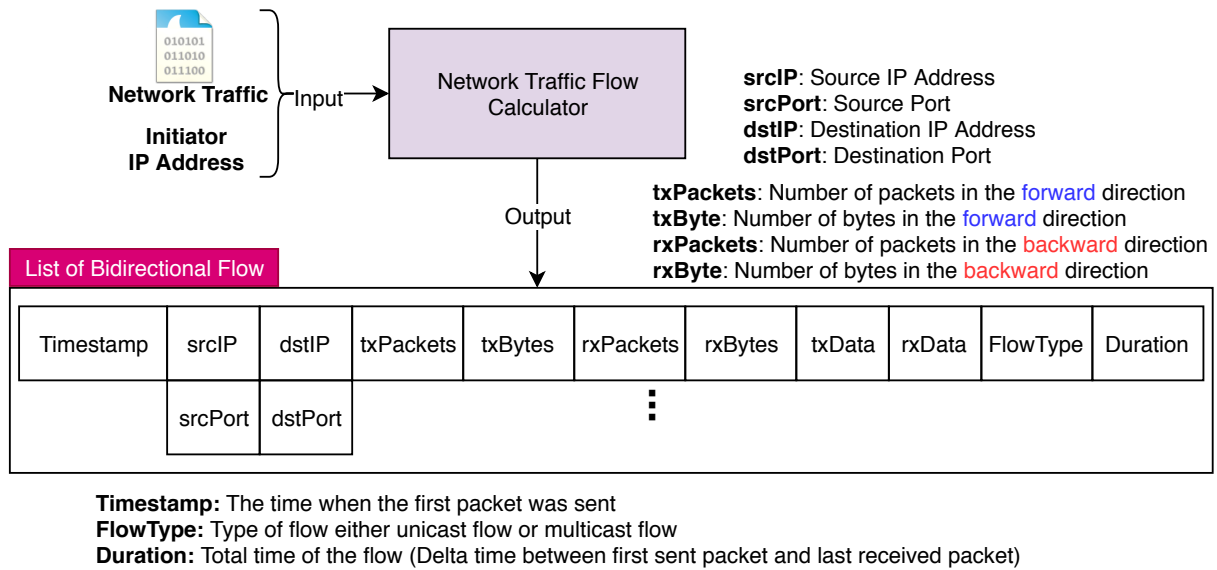 010101
011010
011100
Network Traffic
Initiator
IP Address
Input
Network Traffic Flow
Calculator
Output
srcIP: Source IP Address
srcPort: Source Port
dstIP: Destination IP Address
dstPort: Destination Port
txPackets: Number of packets in the forward direction
txByte: Number of bytes in the forward direction
rxPackets: Number of packets in the backward direction
rxByte: Number of bytes in the backward direction
List of Bidirectional Flow
Timestamp srcIP dstIP txPackets txBytes rxPackets rxBytes txData rxData FlowType Duration
srcPort dstPort
Timestamp: The time when the first packet was sent
FlowType: Type of flow either unicast flow or multicast flow
Duration: Total time of the flow (Delta time between first sent packet and last received packet)